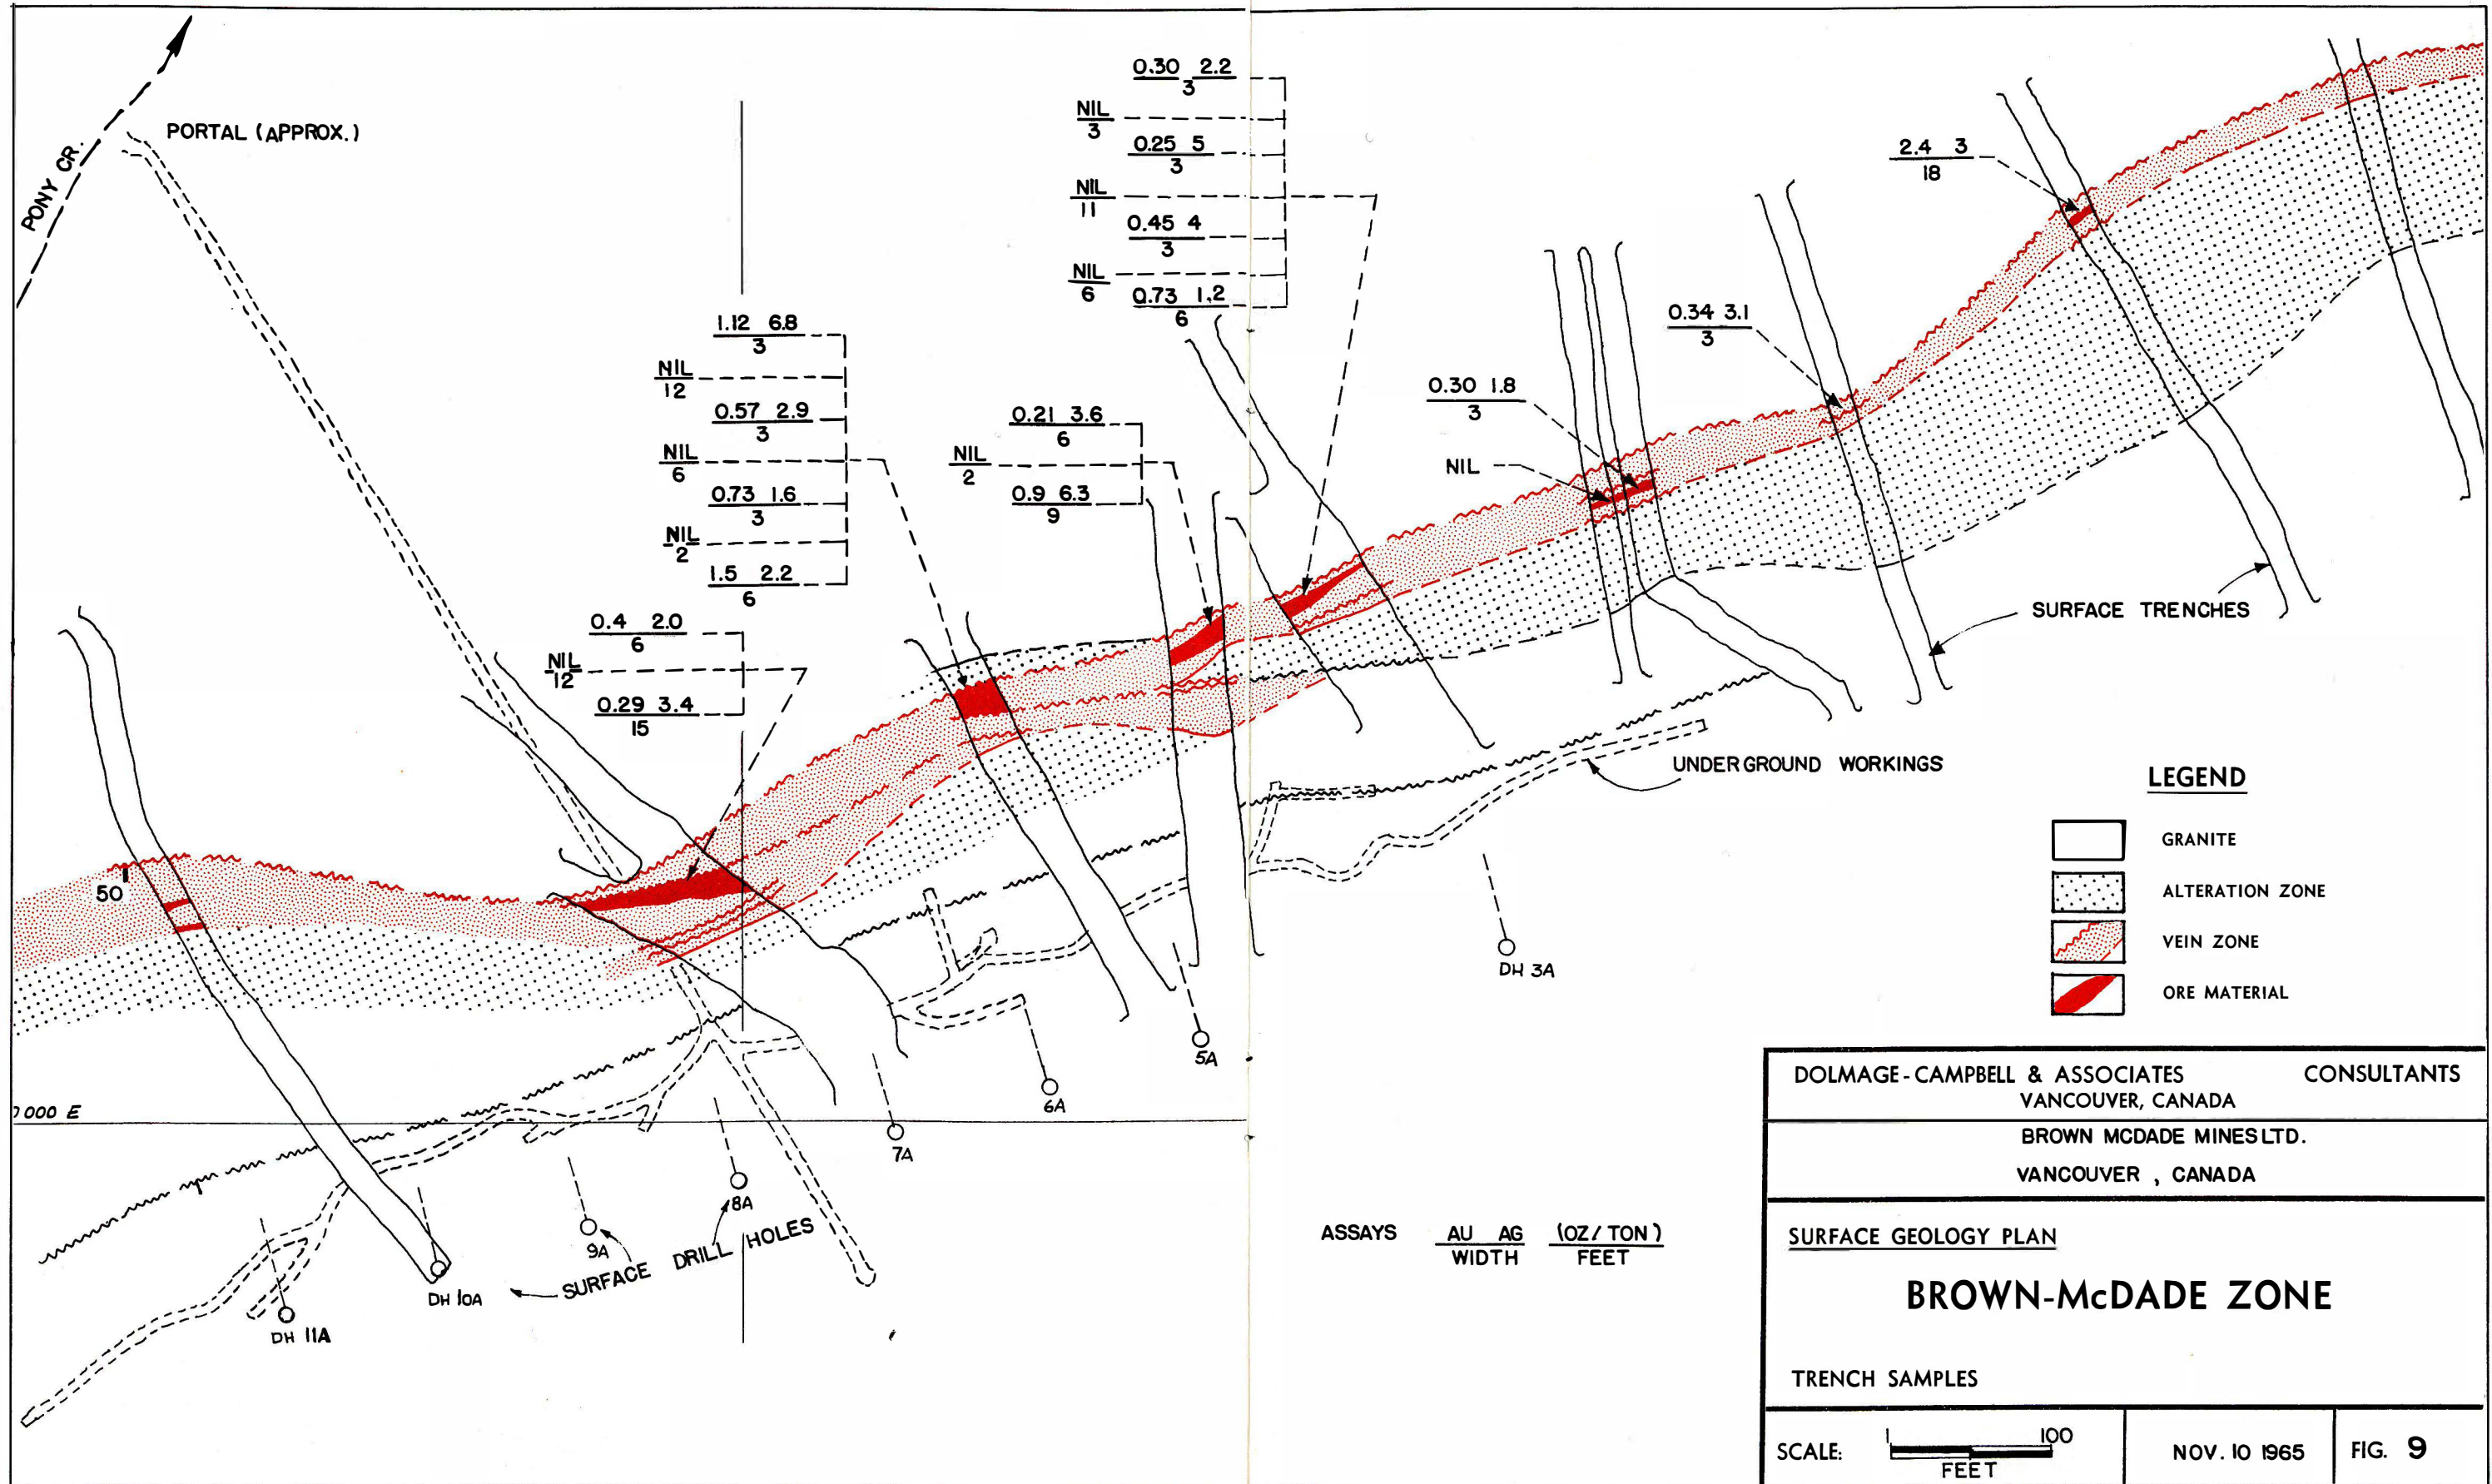 PONY CR.
PORTAL (APPROX.)
0.30 2.2
3
NIL
3
0.25 5
3
NIL
11
0.45 4
3
NIL
6
0.73 1.2
6
2.4 3
18
0.34 3.1
3
0.30 1.8
3
NIL
1.12 6.8
3
NIL
12
0.57 2.9
3
NIL
6
0.73 1.6
3
NIL
2
1.5 2.2
6
0.21 3.6
6
NIL
2
0.9 6.3
9
0.4 2.0
6
NIL
12
0.29 3.4
15
SURFACE TRENCHES
UNDERGROUND WORKINGS
50
DH 3A
5A
6A
7A
8A
9A
DH 10A
DH 11A
SURFACE DRILL HOLES
000 E
LEGEND
GRANITE
ALTERATION ZONE
VEIN ZONE
ORE MATERIAL
ASSAYS AU AG (OZ/TON)
WIDTH FEET
DOLMAGE-CAMPBELL & ASSOCIATES CONSULTANTS
VANCOUVER, CANADA
BROWN MCDADE MINES LTD.
VANCOUVER , CANADA
SURFACE GEOLOGY PLAN
BROWN-McDADE ZONE
TRENCH SAMPLES
SCALE: 1 100
FEET
NOV. 10 1965
FIG. 9